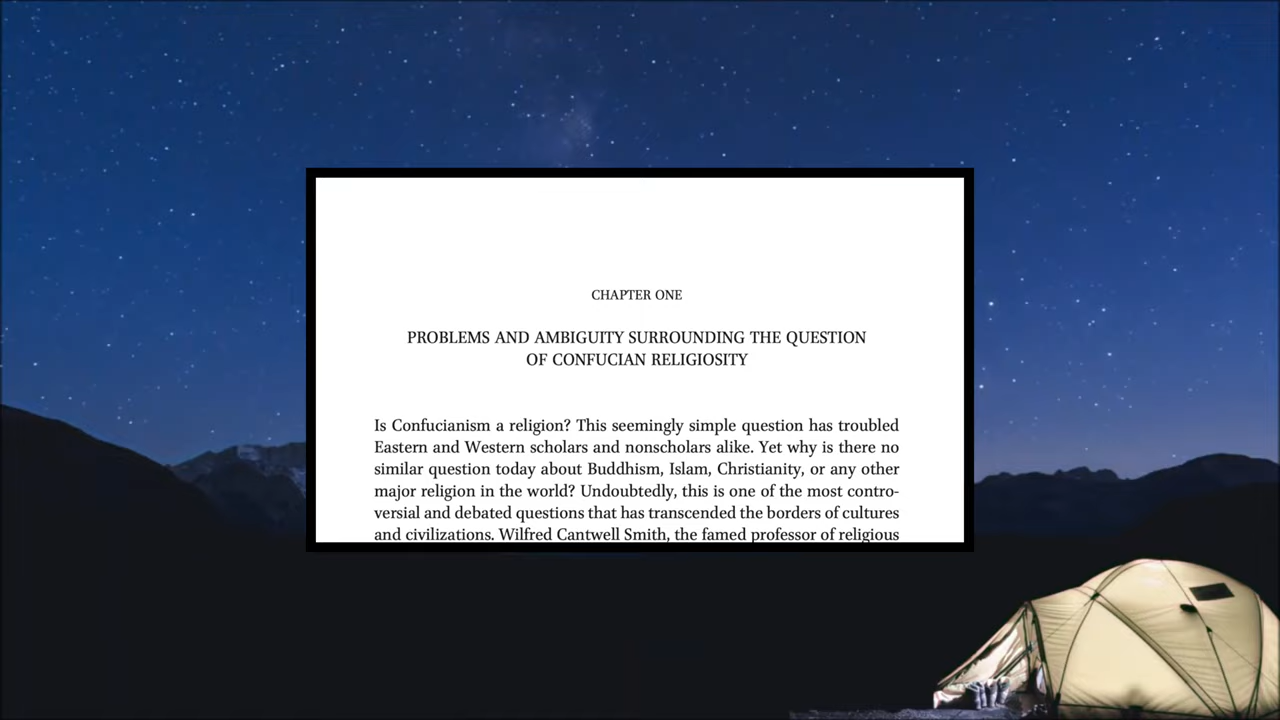 CHAPTER ONE
PROBLEMS AND AMBIGUITY SURROUNDING THE QUESTION
OF CONFUCIAN RELIGIOSITY
Is Confucianism a religion? This seemingly simple question has troubled
Eastern and Western scholars and nonscholars alike. Yet why is there no
similar question today about Buddhism, Islam, Christianity, or any other
major religion in the world? Undoubtedly, this is one of the most contro-
versial and debated questions that has transcended the borders of cultures
and civilizations. Wilfred Cantwell Smith, the famed professor of religious